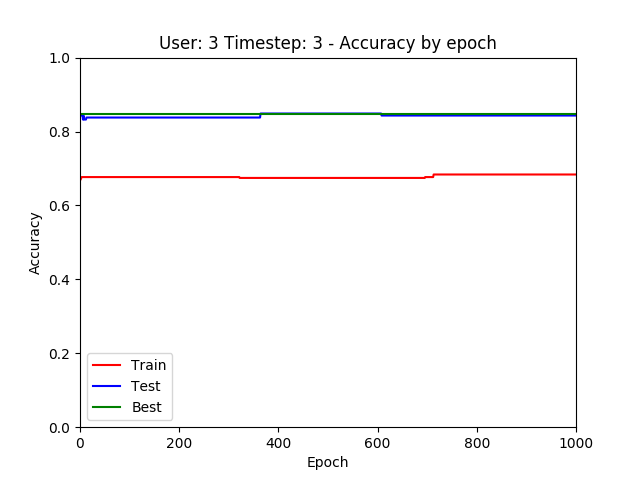 User: 3 Timestep: 3 - Accuracy by epoch
1.0
0.8
0.6
0.4
0.2
0.0
Accuracy
Train
Test
Best
0 200 400 600 800 1000
Epoch